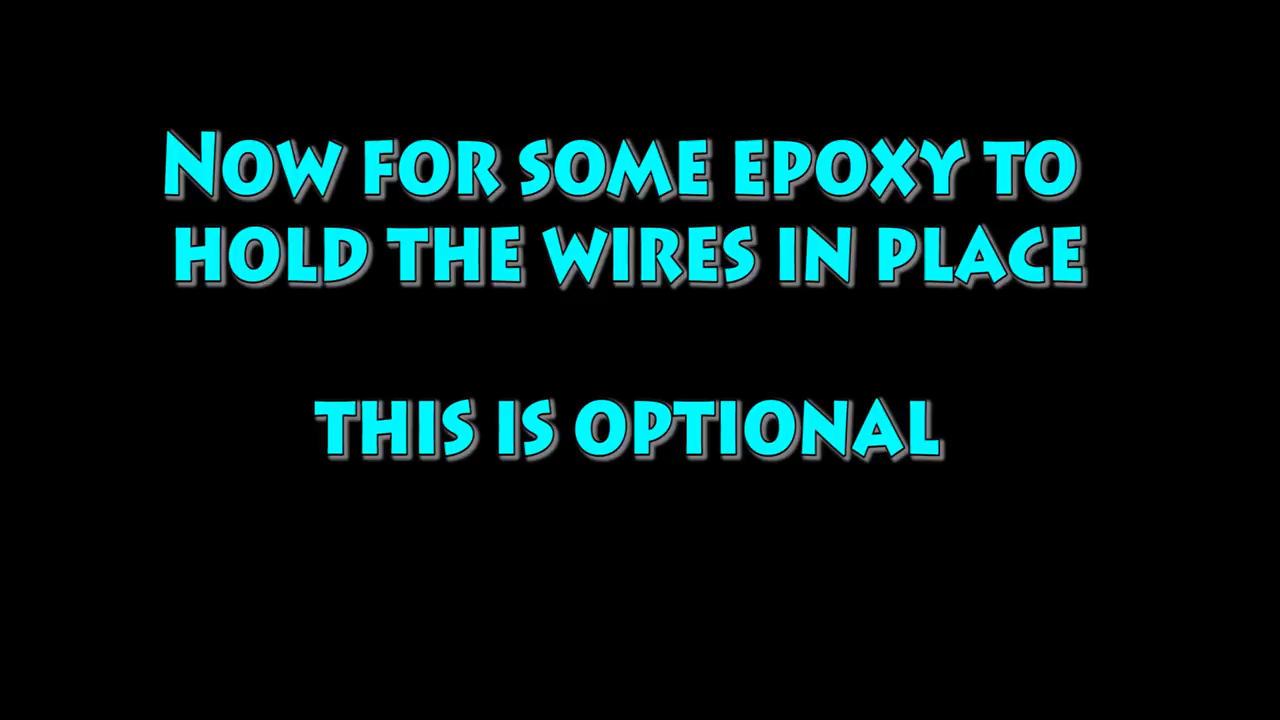 Now for some epoxy to
hold the wires in place
this is optional